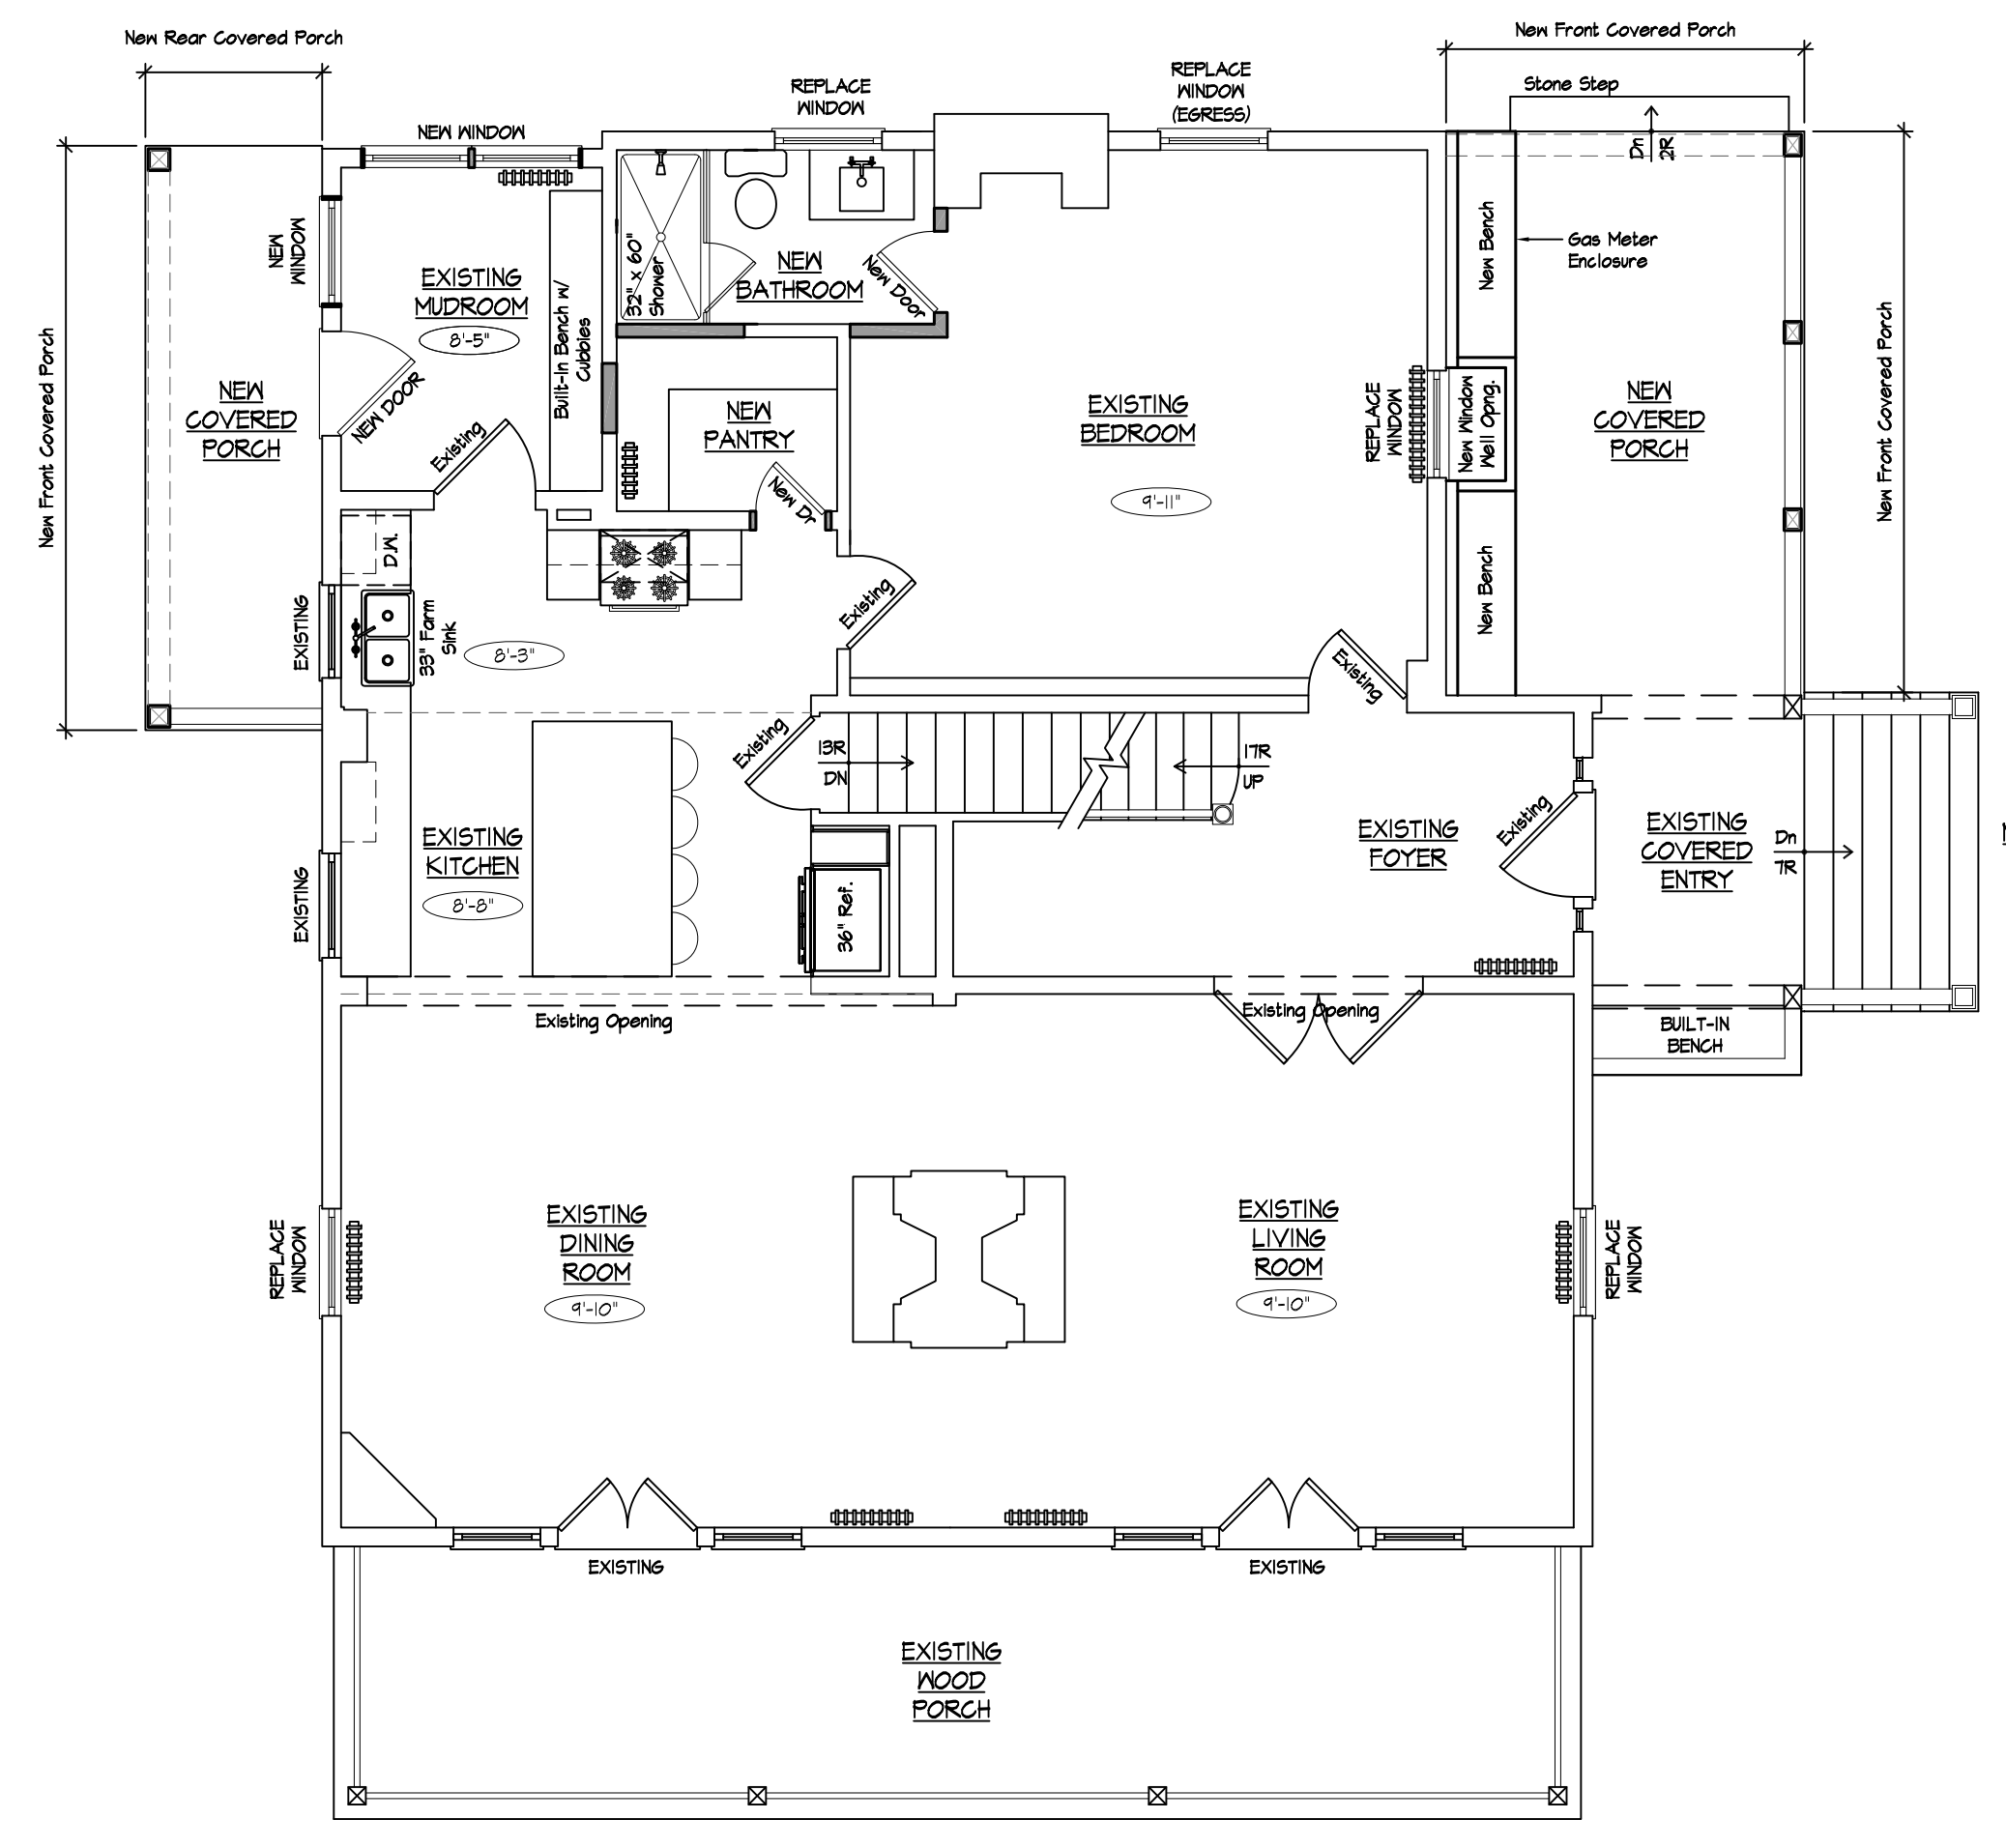 New Rear Covered Porch
New Front Covered Porch
Stone Step
REPLACE
WINDOW
REPLACE
WINDOW
(EGRESS)
NEW WINDOW
Dn
2R
NEW
WINDOW
EXISTING
MUDROOM
8'-5"
Built-In Bench w/
Cubbies
32" x 60"
Shower
NEW
BATHROOM
New Door
New Bench
Gas Meter
Enclosure
New Front Covered Porch
NEW
COVERED
PORCH
NEW DOOR
Existing
NEW
PANTRY
New Dr
EXISTING
BEDROOM
9'-11"
REPLACE
WINDOW
New Window
Well Opng.
NEW
COVERED
PORCH
New Front Covered Porch
D.W.
EXISTING
33" Farm
Sink
8'-3"
Existing
New Bench
Existing
Existing
13R
DN
17R
UP
EXISTING
KITCHEN
8'-8"
EXISTING
36" Ref.
EXISTING
FOYER
Existing
EXISTING
COVERED
ENTRY
Dn
7R
Existing Opening
Existing Opening
BUILT-IN
BENCH
REPLACE
WINDOW
EXISTING
DINING
ROOM
9'-10"
EXISTING
LIVING
ROOM
9'-10"
REPLACE
WINDOW
EXISTING
EXISTING
EXISTING
WOOD
PORCH